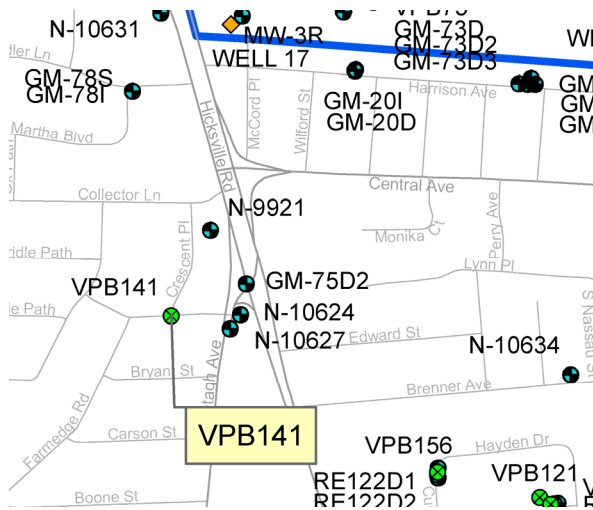 N-10631
VPB75
GM-73D
MW-3R
GM-73D2
WELL 17
GM-73D3
GM-78S
GM-78I
Harrison Ave
GM-20I
GM-20D
Hicksville Rd
McCord Pl
Wilford St
Martha Blvd
Central Ave
Collector Ln
N-9921
Perry Ave
Monika Ct
Crescent Pl
Lynn Pl
GM-75D2
VPB141
N-10624
N-10627
Edward St
N-10634
S Nassau St
Bryant St
Brenner Ave
Farmedge Rd
Carson St
VPB141
VPB156
Hayden Dr
RE122D1
VPB121
RE122D2
Boone St